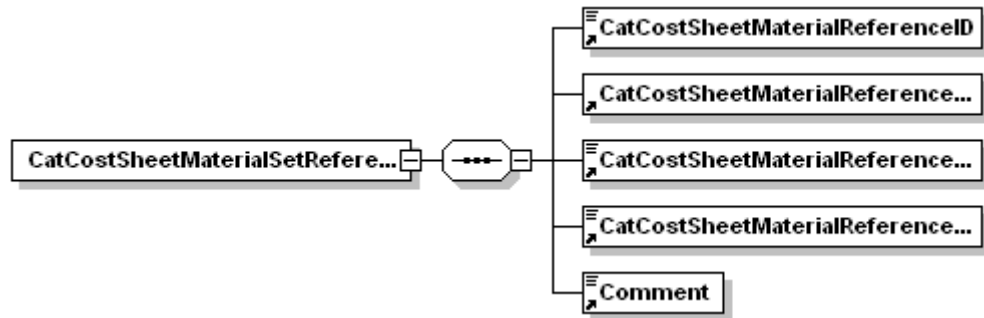 CatCostSheetMaterialReferenceID
CatCostSheetMaterialReference...
CatCostSheetMaterialSetRefere...
CatCostSheetMaterialReference...
CatCostSheetMaterialReference...
Comment